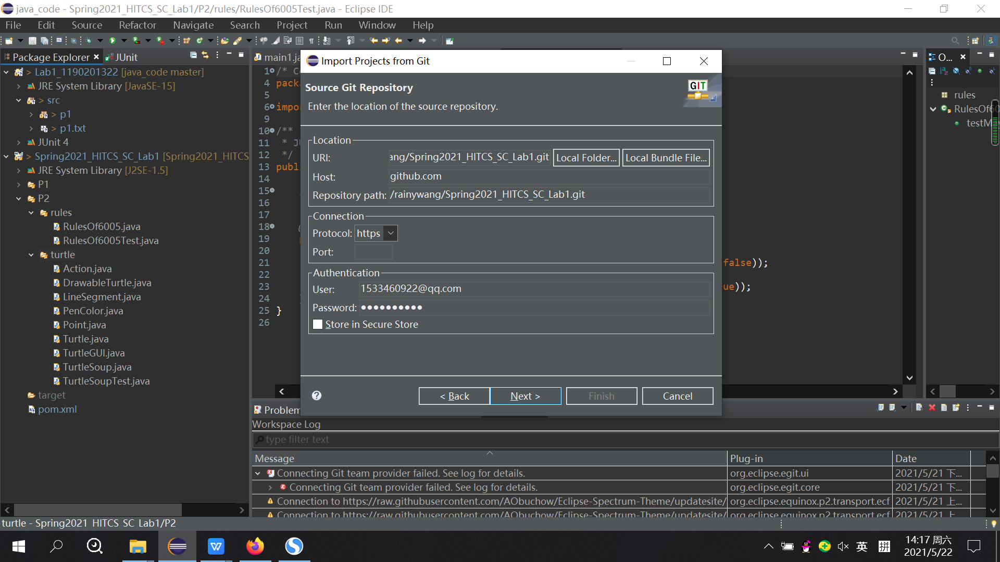 java_code - Spring2021_HITCS_SC_Lab1/P2/rules/RulesOf6005Test.java - Eclipse IDE
File Edit Source Refactor Navigate Search Project Run Window Help
Package Explorer JUnit
Lab1_1190201322 [java_code master]
JRE System Library [JavaSE-15]
src
p1
p1.txt
JUnit 4
Spring2021_HITCS_SC_Lab1 [Spring2021_HITCS
JRE System Library [J2SE-1.5]
P1
P2
rules
RulesOf6005.java
RulesOf6005Test.java
turtle
Action.java
DrawableTurtle.java
LineSegment.java
PenColor.java
Point.java
Turtle.java
TurtleGUI.java
TurtleSoup.java
TurtleSoupTest.java
target
pom.xml
main1.ja
1 /* C
4 pack
5
6 impo
9
10 /**
11 * J
12 */
13 publ
14
15
16
17
18
19
20
21 false));
22
23 ue));
24
25 }
26
Import Projects from Git
Source Git Repository
Enter the location of the source repository.
GIT
Location
URI: ang/Spring2021_HITCS_SC_Lab1.git Local Folder... Local Bundle File...
Host: github.com
Repository path: /rainywang/Spring2021_HITCS_SC_Lab1.git
Connection
Protocol: https
Port:
Authentication
User: 1533460922@qq.com
Password: ●●●●●●●●●●
Store in Secure Store
< Back Next > Finish Cancel
O...
rules
RulesOf60
testMa
Problem
Workspace Log
type filter text
Message Plug-in Date
Connecting Git team provider failed. See log for details. org.eclipse.egit.ui 2021/5/21 下...
Connecting Git team provider failed. See log for details. org.eclipse.egit.core 2021/5/21 下...
Connection to https://raw.githubusercontent.com/AObuchow/Eclipse-Spectrum-Theme/updatesite/ org.eclipse.equinox.p2.transport.ecf 2021/5/21 上...
Connection to https://raw.githubusercontent.com/AObuchow/Eclipse-Spectrum-Theme/updatesite/ org.eclipse.equinox.p2.transport.ecf 2021/5/21 上
turtle - Spring2021_HITCS_SC_Lab1/P2
英 拼
14:17 周六
2021/5/22